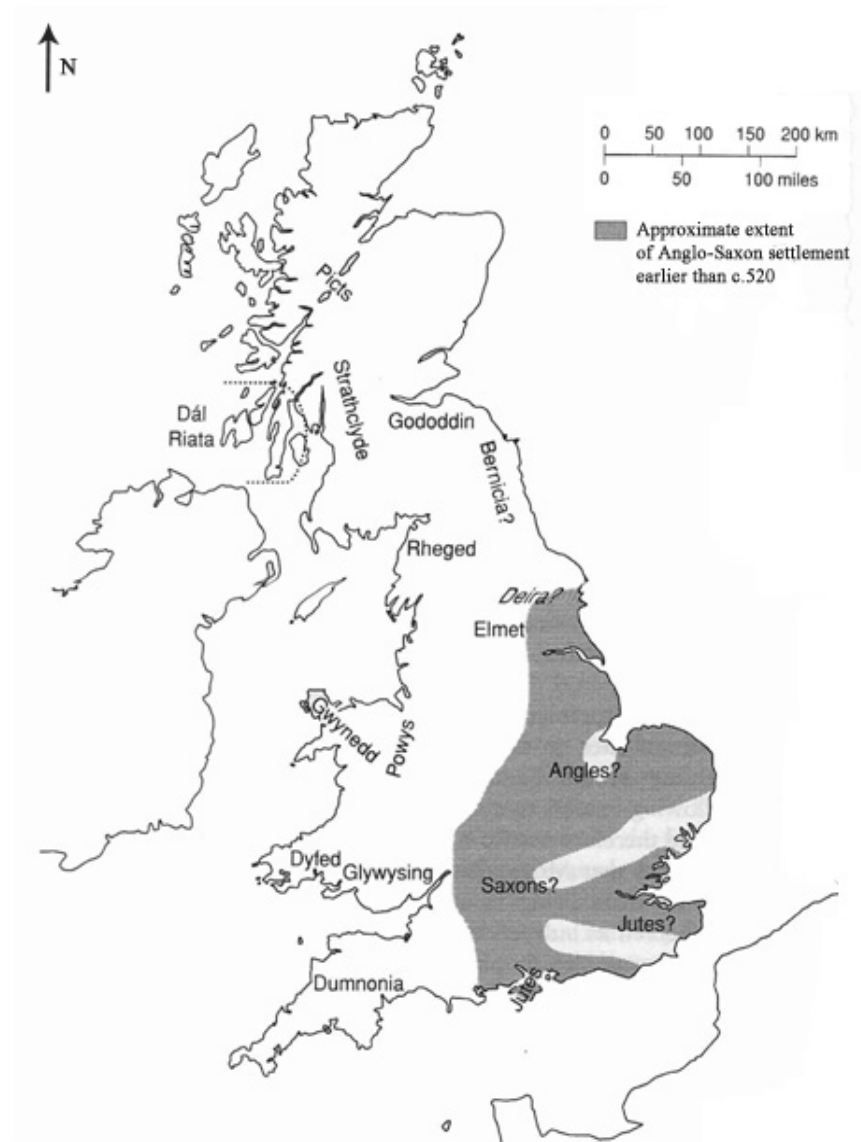 N
0 50 100 150 200 km
0 50 100 miles
Approximate extent
of Anglo-Saxon settlement
earlier than c.520
Picts
Strathclyde
Dál
Riata
Gododdin
Bernicia?
Rheged
Deira?
Elmet
Gwynedd
Powys
Angles?
Dyfed
Glywysing
Saxons?
Jutes?
Dumnonia
Jutes